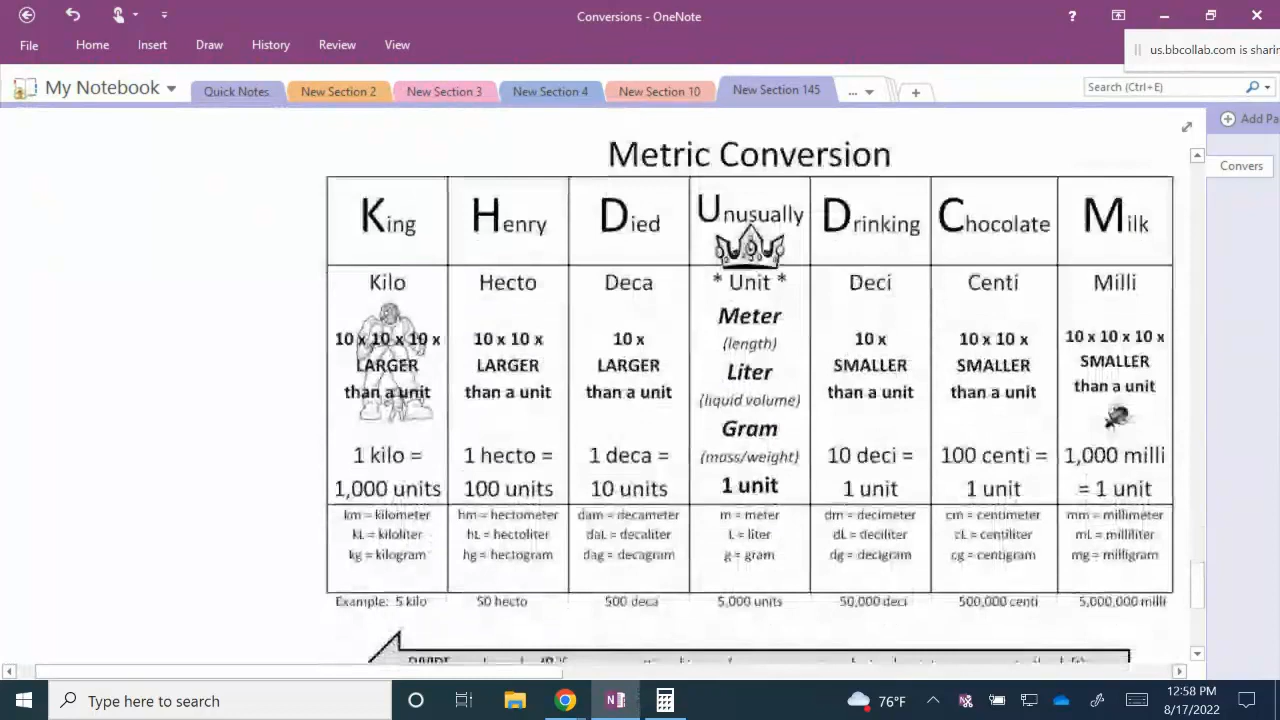 Conversions - OneNote
?
us.bbcollab.com is sharin
File Home Insert Draw History Review View
My Notebook
Quick Notes New Section 2 New Section 3 New Section 4 New Section 10 New Section 145 ... +
Search (Ctrl+E)
Add Pa
Convers
Metric Conversion
King Henry Died Unusually Drinking Chocolate Milk
Kilo Hecto Deca * Unit * Deci Centi Milli
Meter
(length)
10 x 10 x 10 x 10 x 10 x 10 x 10 x 10 x 10 x 10 x 10 x 10 x
LARGER LARGER LARGER Liter SMALLER SMALLER SMALLER
than a unit than a unit than a unit (liquid volume) than a unit than a unit than a unit
Gram
1 kilo = 1 hecto = 1 deca = (mass/weight) 10 deci = 100 centi = 1,000 milli
1,000 units 100 units 10 units 1 unit 1 unit 1 unit = 1 unit
km = kilometer hm = hectometer dam = decameter m = meter dm = decimeter cm = centimeter mm = millimeter
kL = kiloliter hL = hectoliter daL = decaliter L = liter dL = deciliter cL = centiliter mL = milliliter
kg = kilogram hg = hectogram dag = decagram g = gram dg = decigram cg = centigram mg = milligram
Example: 5 kilo 50 hecto 500 deca 5,000 units 50,000 deci 500,000 centi 5,000,000 milli
Type here to search
76°F
12:58 PM
8/17/2022